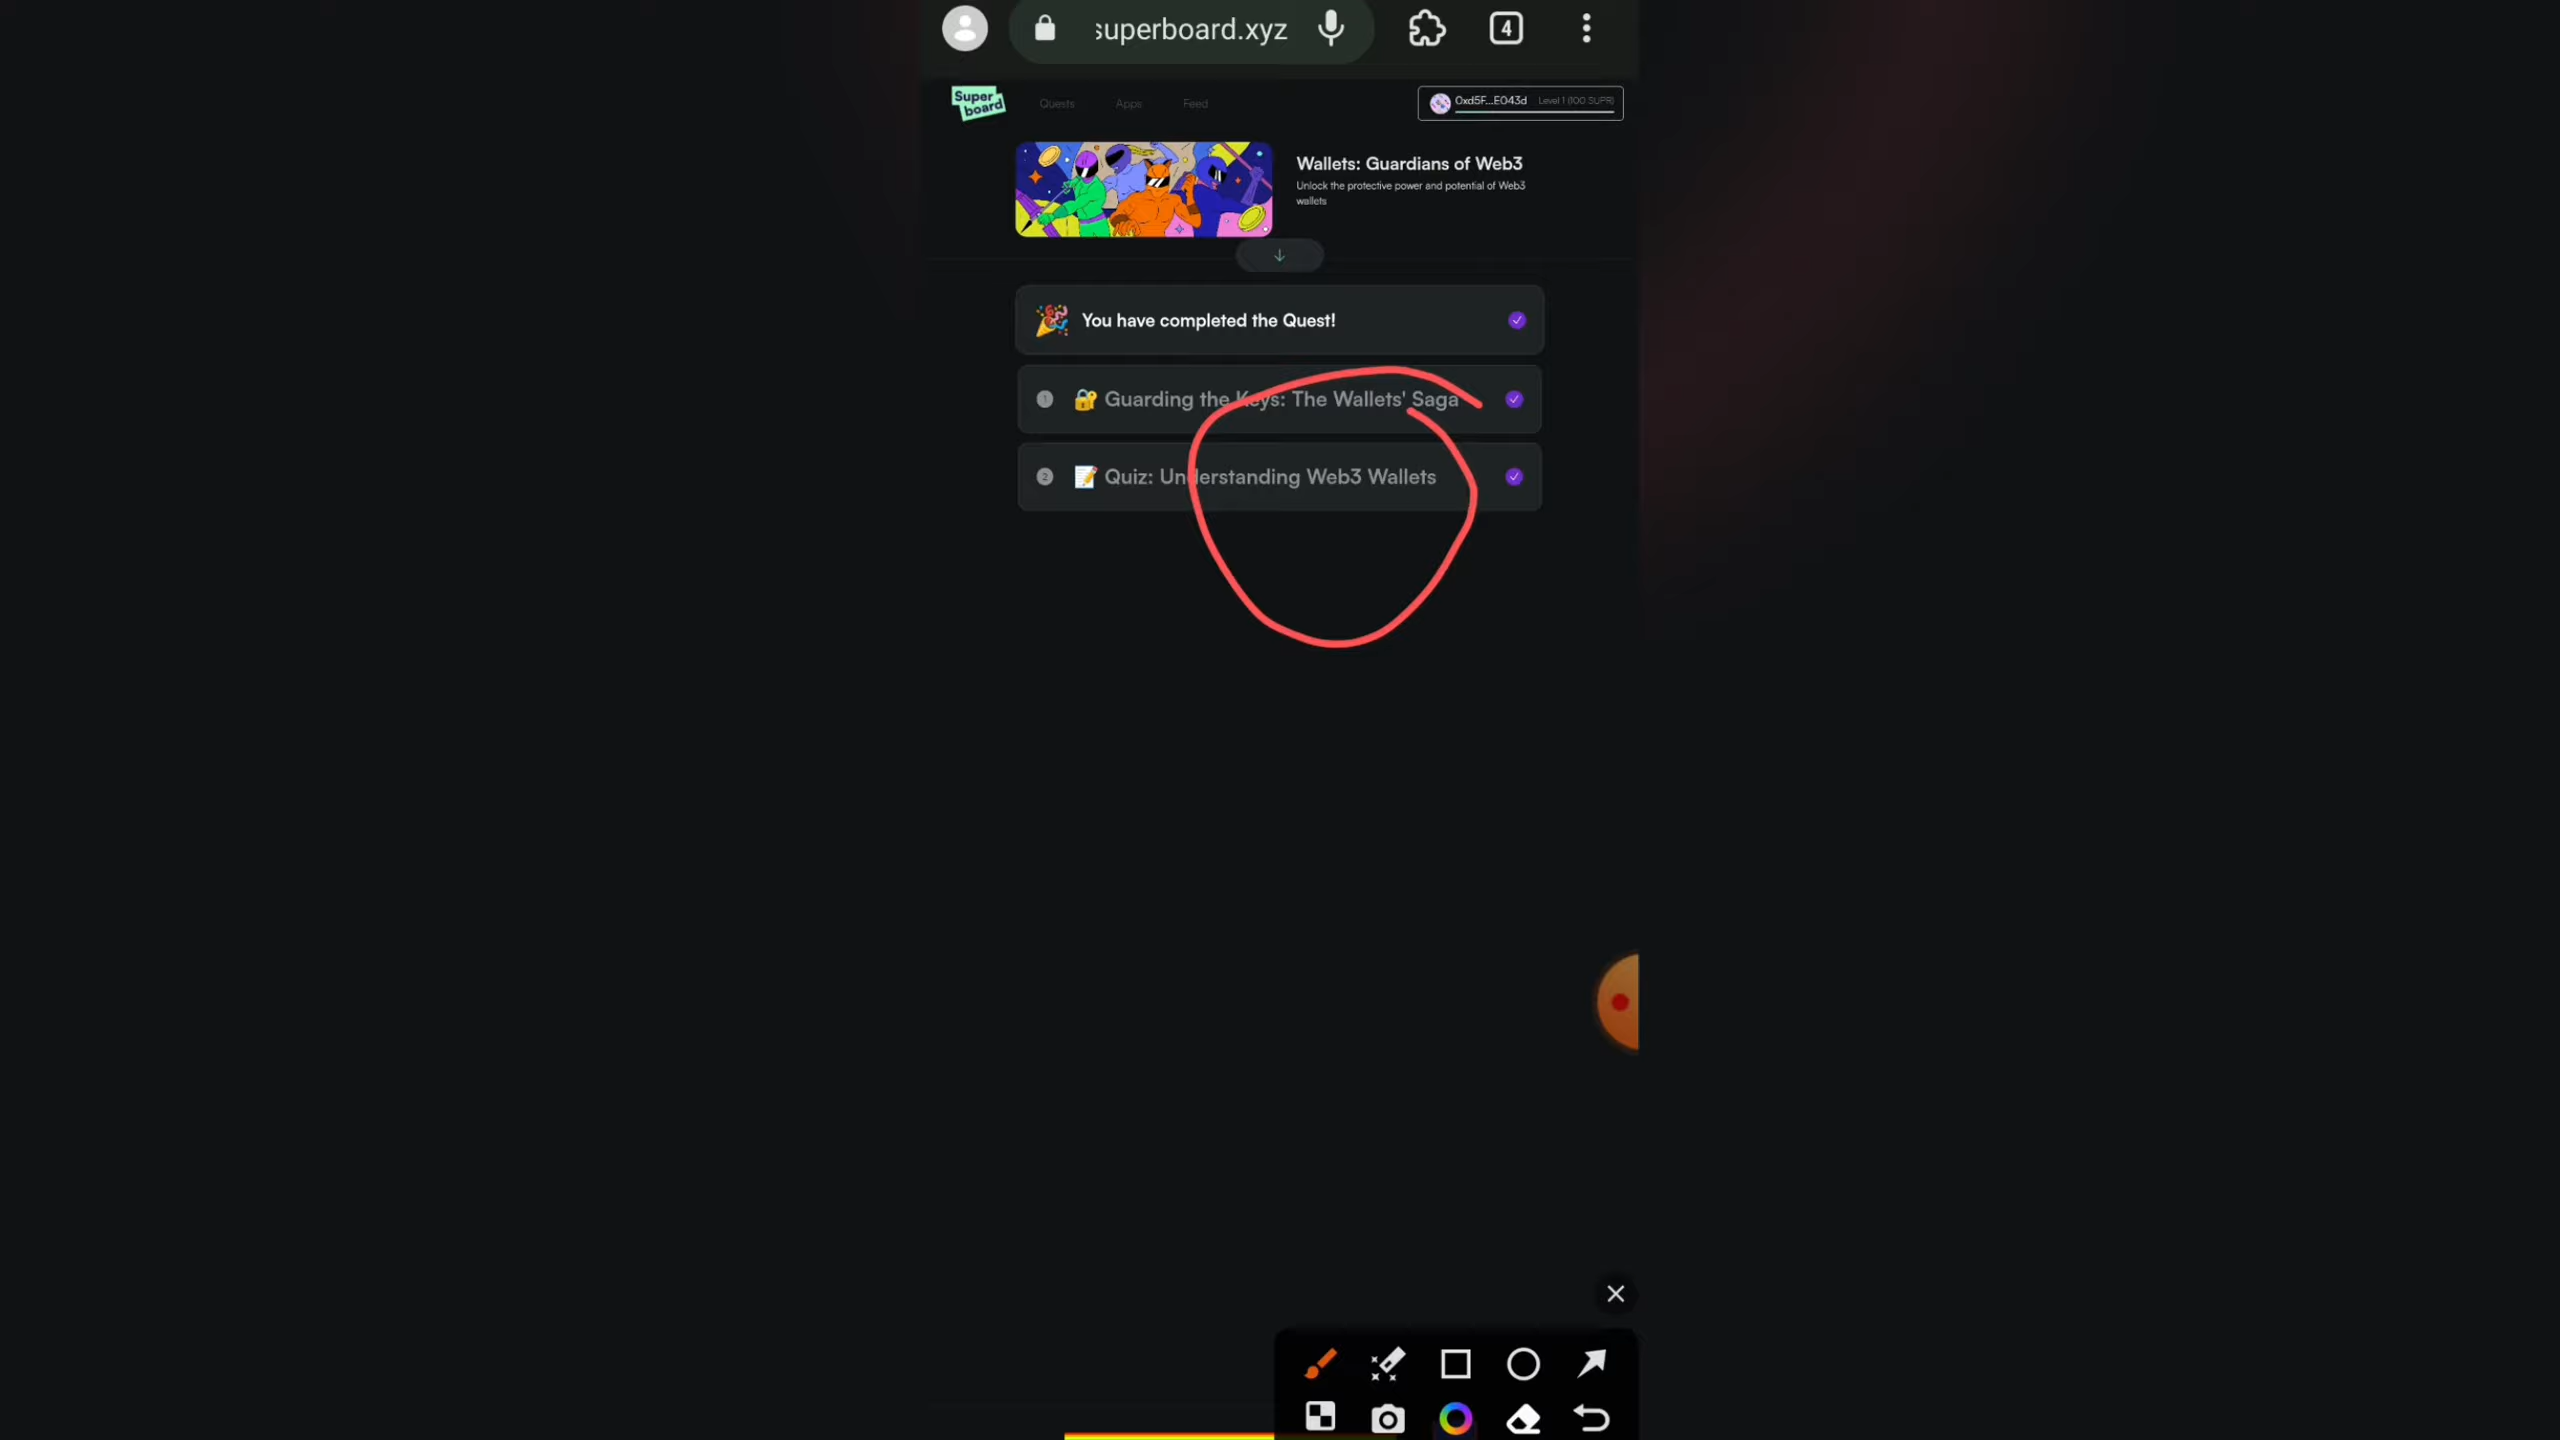 superboard.xyz
4
Super
board
Quests
Apps
Feed
0xd5F...E043d
Level 1 (100 SUPR)
Wallets: Guardians of Web3
Unlock the protective power and potential of Web3
wallets
You have completed the Quest!
1
Guarding the Keys: The Wallets' Saga
2
Quiz: Understanding Web3 Wallets